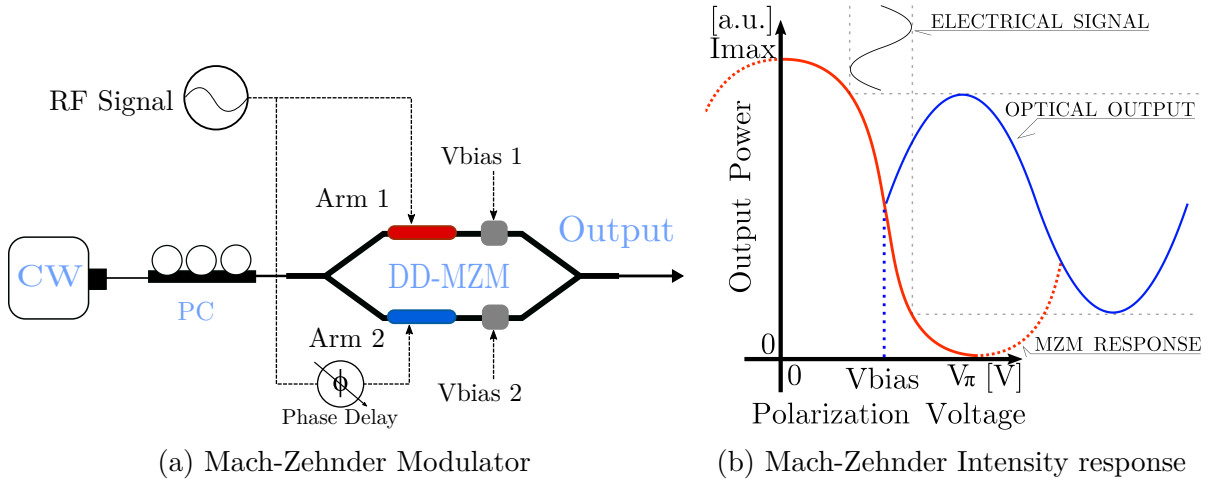 RF Signal
Vbias 1
Arm 1
Output
CW
DD-MZM
PC
Arm 2
ϕ
Vbias 2
Phase Delay
(a) Mach-Zehnder Modulator
[a.u.]
Imax
ELECTRICAL SIGNAL
OPTICAL OUTPUT
Output Power
MZM RESPONSE
0
0
Vbias
Vπ [V]
Polarization Voltage
(b) Mach-Zehnder Intensity response